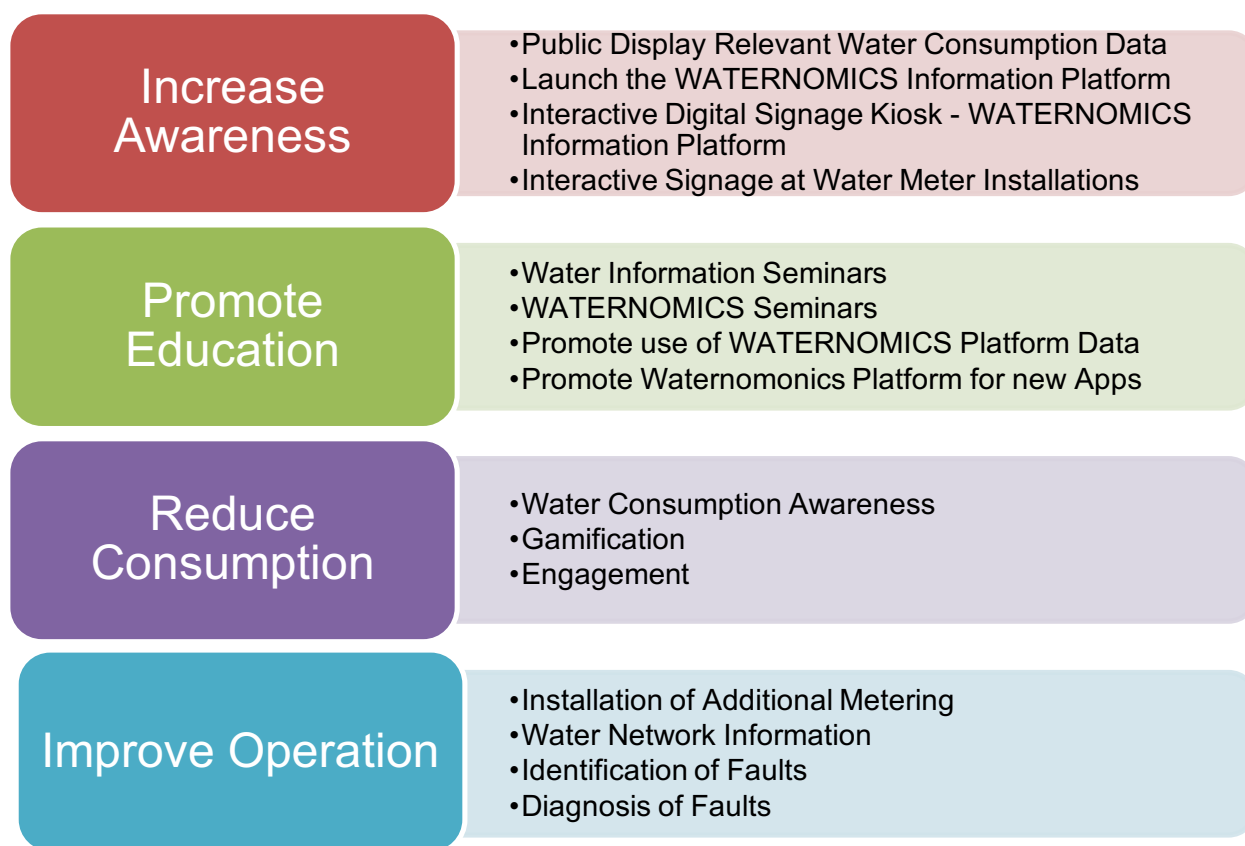 Increase
Awareness
•Public Display Relevant Water Consumption Data
•Launch the WATERNOMICS Information Platform
•Interactive Digital Signage Kiosk - WATERNOMICS
Information Platform
•Interactive Signage at Water Meter Installations
Promote
Education
•Water Information Seminars
•WATERNOMICS Seminars
•Promote use of WATERNOMICS Platform Data
•Promote Waternomonics Platform for new Apps
Reduce
Consumption
•Water Consumption Awareness
•Gamification
•Engagement
Improve Operation
•Installation of Additional Metering
•Water Network Information
•Identification of Faults
•Diagnosis of Faults